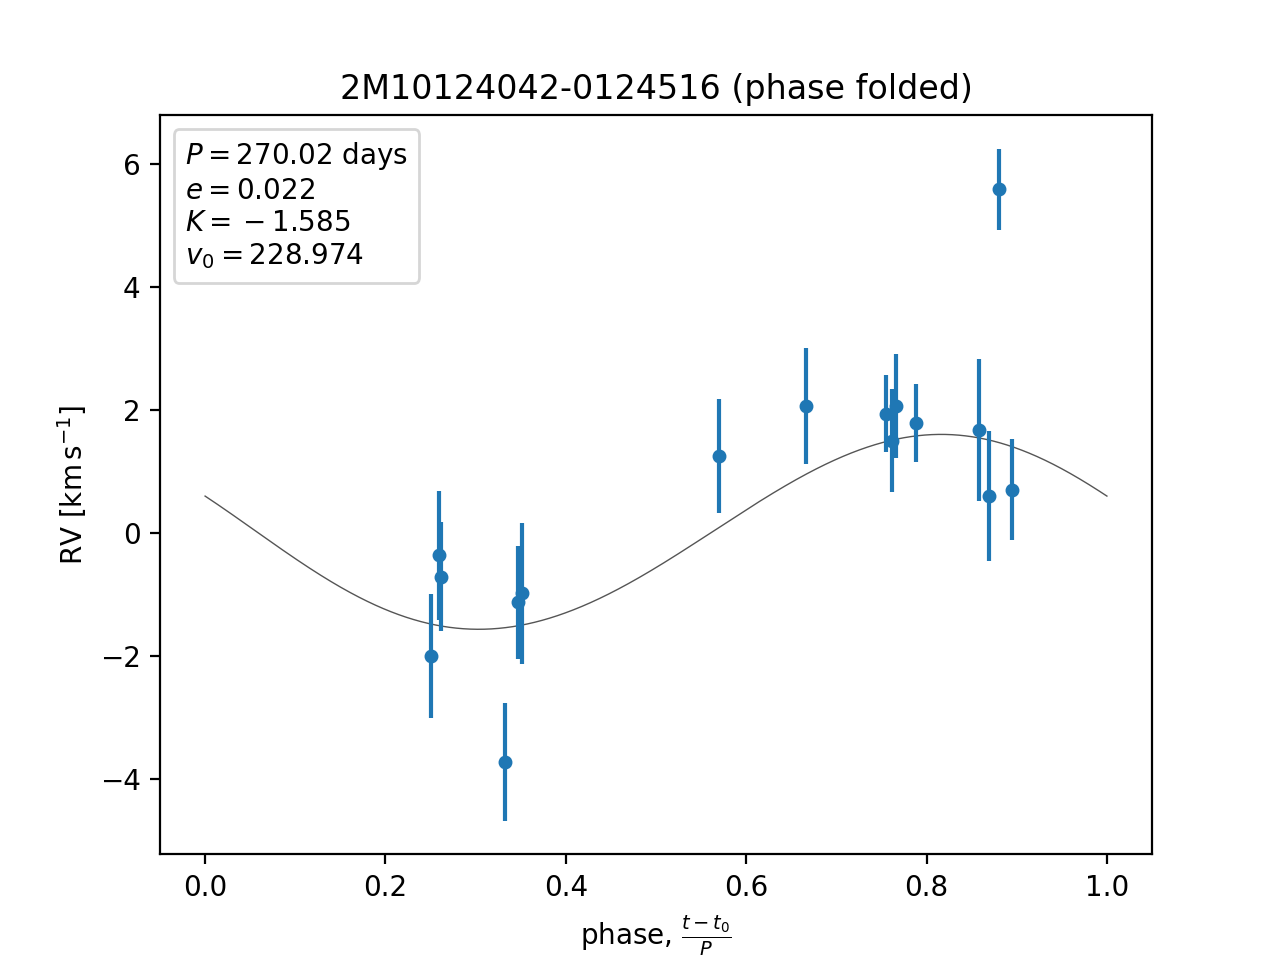 2M10124042-0124516 (phase folded)
P = 270.02 days
e = 0.022
K = −1.585
v₀ = 228.974
6
4
2
0
−2
−4
RV [km s⁻¹]
0.0 0.2 0.4 0.6 0.8 1.0
phase, (t − t₀)/P